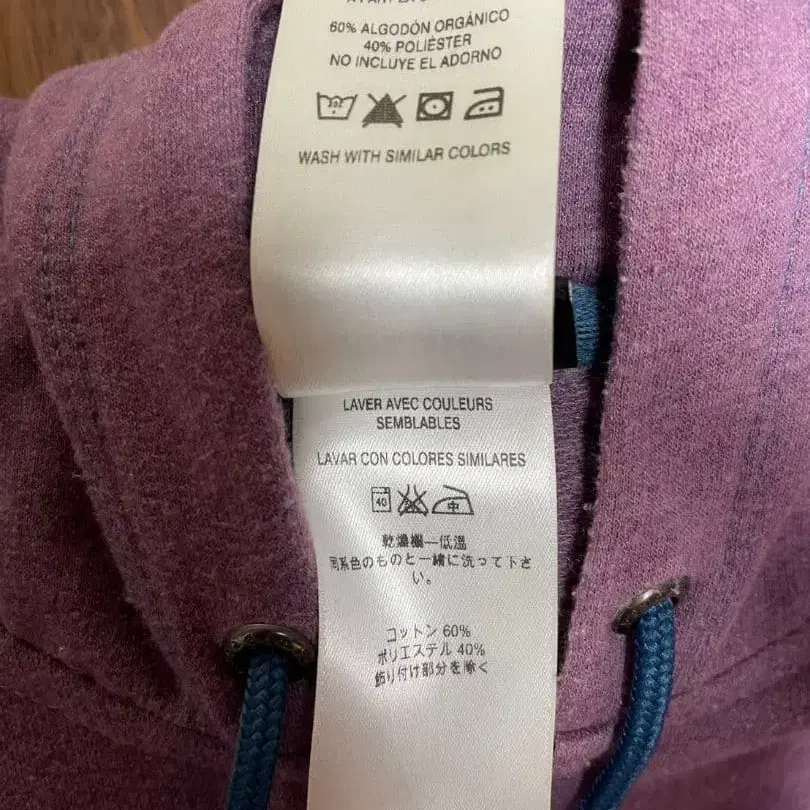 60% ALGODÓN ORGÁNICO
40% POLIÉSTER
NO INCLUYE EL ADORNO
WASH WITH SIMILAR COLORS
LAVER AVEC COULEURS
SEMBLABLES
LAVAR CON COLORES SIMILARES
40 中
乾燥機—低温
同系色のものと一緒に洗って下さ
い。
コットン 60%
ポリエステル 40%
飾り付け部分を除く